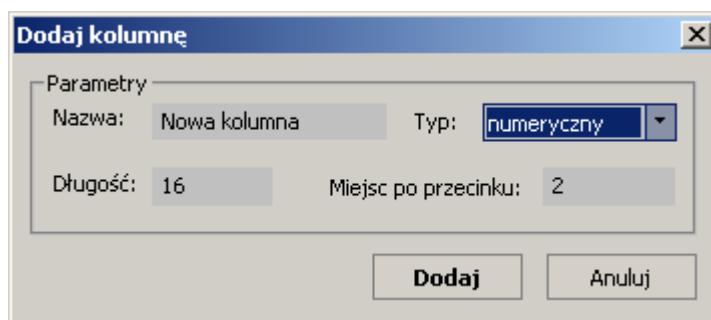 Dodaj kolumnę
Parametry
Nazwa: Nowa kolumna Typ: numeryczny
Długość: 16 Miejsc po przecinku: 2
Dodaj Anuluj